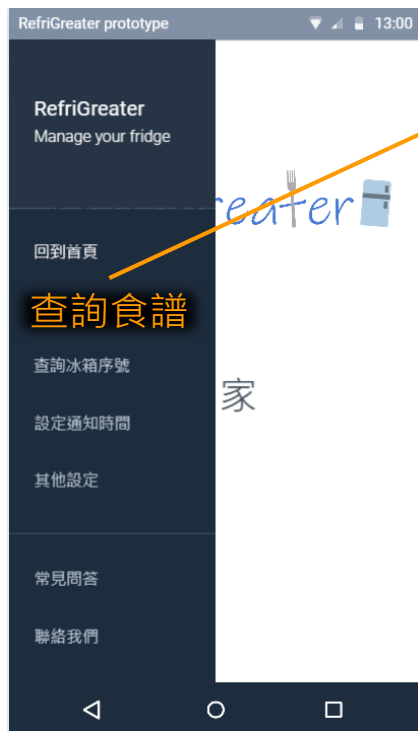 RefriGreater prototype 13:00
RefriGreater
Manage your fridge
eater
回到首頁
查詢食譜
查詢冰箱序號
家
設定通知時間
其他設定
常見問答
聯絡我們